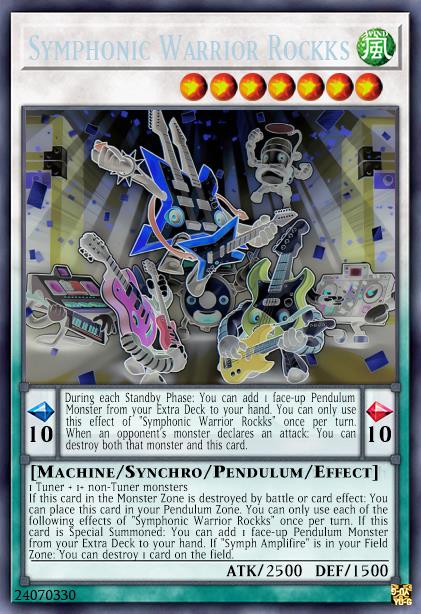 Symphonic Warrior Rockks
WIND
風
During each Standby Phase: You can add 1 face-up Pendulum
Monster from your Extra Deck to your hand. You can only use
this effect of "Symphonic Warrior Rockks" once per turn.
When an opponent's monster declares an attack: You can
destroy both that monster and this card.
10
10
[Machine/Synchro/Pendulum/Effect]
1 Tuner + 1+ non-Tuner monsters
If this card in the Monster Zone is destroyed by battle or card effect: You
can place this card in your Pendulum Zone. You can only use each of the
following effects of "Symphonic Warrior Rockks" once per turn. If this
card is Special Summoned: You can add 1 face-up Pendulum Monster
from your Extra Deck to your hand. If "Symph Amplifire" is in your Field
Zone: You can destroy 1 card on the field.
ATK/2500 DEF/1500
24070330